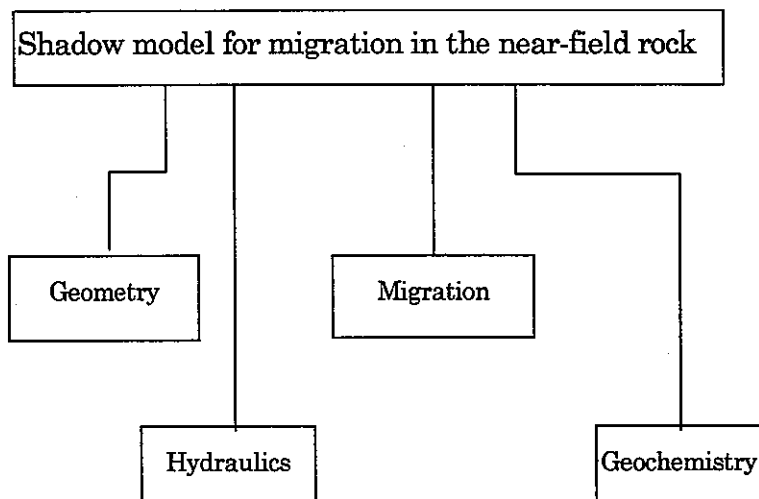 Shadow model for migration in the near-field rock
Geometry
Migration
Hydraulics
Geochemistry